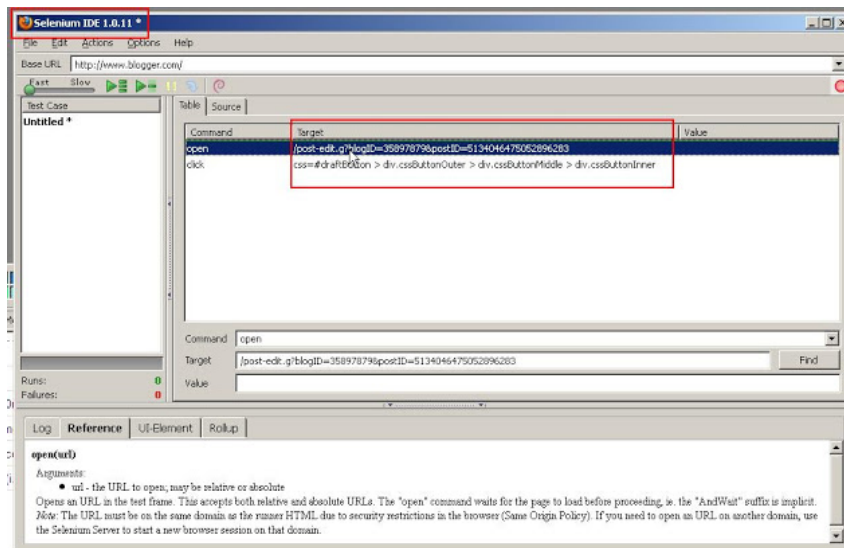 Selenium IDE 1.0.11 *
File Edit Actions Options Help
Base URL http://www.blogger.com/
Fast Slow
Test Case
Table Source
Untitled *
Command Target Value
open /post-edit.g?blogID=35897879&postID=5134046475052896283
click css=#draftButton > div.cssButtonOuter > div.cssButtonMiddle > div.cssButtonInner
Command open
Target /post-edit.g?blogID=35897879&postID=5134046475052896283 Find
Value
Runs: 0
Failures: 0
Log Reference UI-Element Rollup
open(url)
Arguments:
• url - the URL to open; may be relative or absolute
Opens an URL in the test frame. This accepts both relative and absolute URLs. The "open" command waits for the page to load before proceeding, ie. the "AndWait" suffix is implicit.
Note: The URL must be on the same domain as the runner HTML due to security restrictions in the browser (Same Origin Policy). If you need to open an URL on another domain, use
the Selenium Server to start a new browser session on that domain.